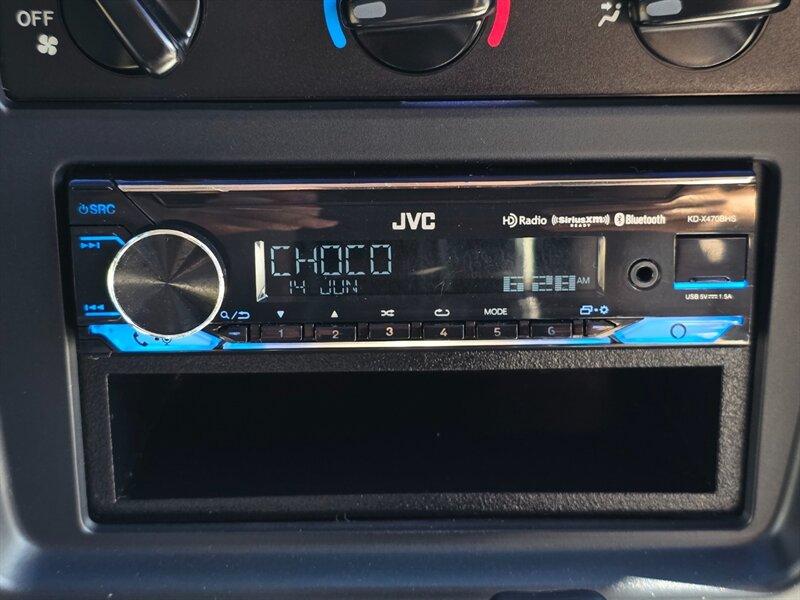 OFF
SRC
JVC
HD Radio
((SiriusXM))
READY
Bluetooth
KD-X470BHS
CHOCO
14 JUN
6:28 AM
USB 5V 1.5A
MODE
1 2 3 4 5 6